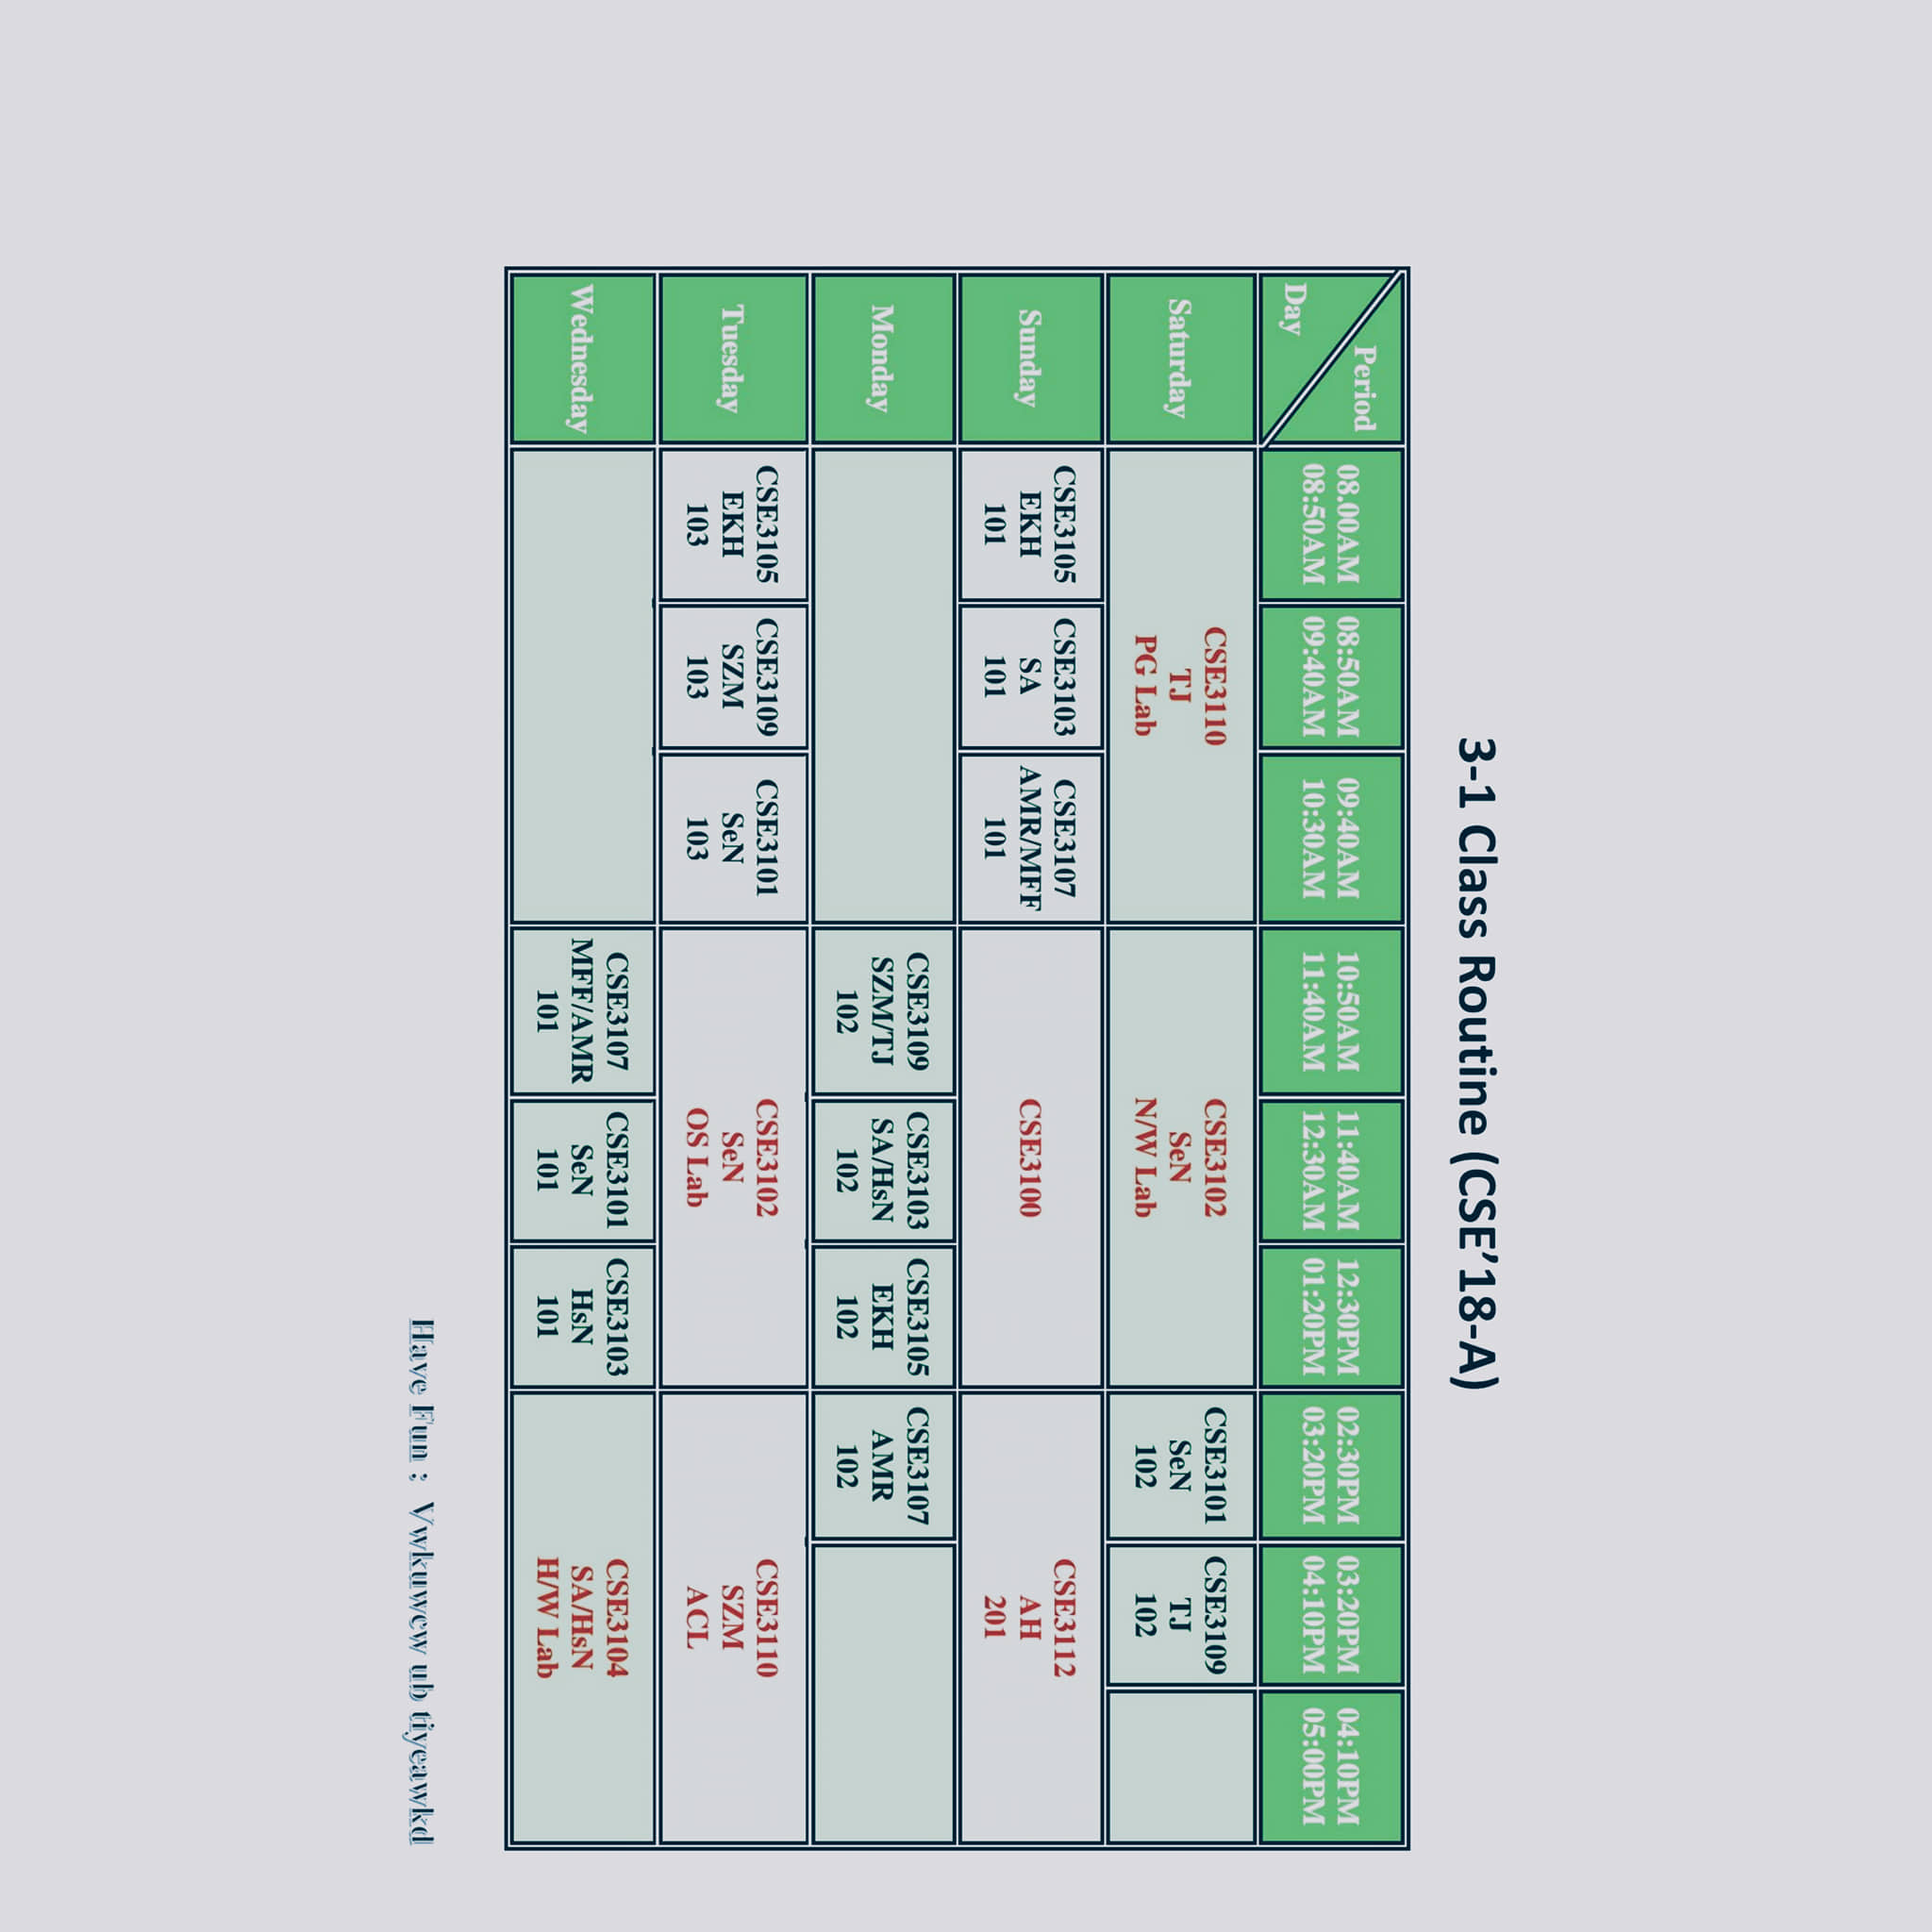 3-1 Class Routine (CSE’18-A)
Period
Day
08.00AM
08:50AM
08:50AM
09:40AM
09:40AM
10:30AM
10:50AM
11:40AM
11:40AM
12:30AM
12:30PM
01:20PM
02:30PM
03:20PM
03:20PM
04:10PM
04:10PM
05:00PM
Saturday
CSE3110
TJ
PG Lab
CSE3102
SeN
N/W Lab
CSE3101
SeN
102
CSE3109
TJ
102
Sunday
CSE3105
EKH
101
CSE3103
SA
101
CSE3107
AMR/MFF
101
CSE3100
CSE3112
AH
201
Monday
CSE3109
SZM/TJ
102
CSE3103
SA/HsN
102
CSE3105
EKH
102
CSE3107
AMR
102
Tuesday
CSE3105
EKH
103
CSE3109
SZM
103
CSE3101
SeN
103
CSE3102
SeN
OS Lab
CSE3110
SZM
ACL
Wednesday
CSE3107
MFF/AMR
101
CSE3101
SeN
101
CSE3103
HsN
101
CSE3104
SA/HsN
H/W Lab
Have Fun : Vwkuwew ub tiyeawkd